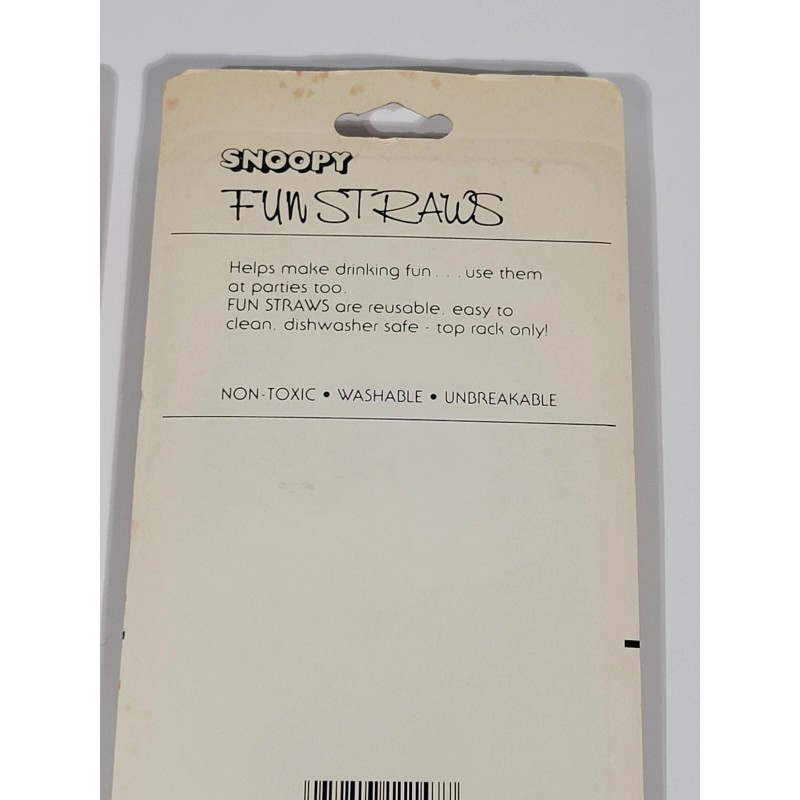 SNOOPY
FUN STRAWS
Helps make drinking fun . . . use them
at parties too.
FUN STRAWS are reusable, easy to
clean, dishwasher safe - top rack only!
NON-TOXIC • WASHABLE • UNBREAKABLE